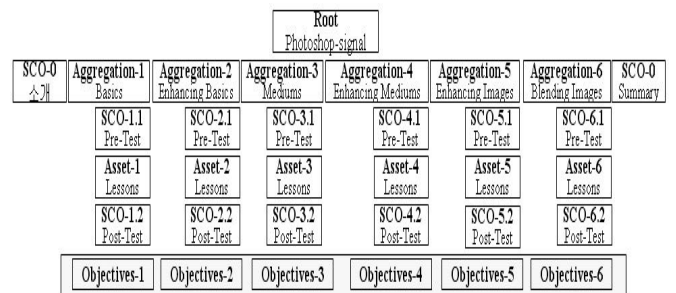 Root
Photoshop-signal
SCO-0 Aggregation-1 Aggregation-2 Aggregation-3 Aggregation-4 Aggregation-5 Aggregation-6 SCO-0
소개 Basics Enhancing Basics Mediums Enhancing Mediums Enhancing Images Blending Images Summary
SCO-1.1 SCO-2.1 SCO-3.1 SCO-4.1 SCO-5.1 SCO-6.1
Pre-Test Pre-Test Pre-Test Pre-Test Pre-Test Pre-Test
Asset-1 Asset-2 Asset-3 Asset-4 Asset-5 Asset-6
Lessons Lessons Lessons Lessons Lessons Lessons
SCO-1.2 SCO-2.2 SCO-3.2 SCO-4.2 SCO-5.2 SCO-6.2
Post-Test Post-Test Post-Test Post-Test Post-Test Post-Test
Objectives-1 Objectives-2 Objectives-3 Objectives-4 Objectives-5 Objectives-6